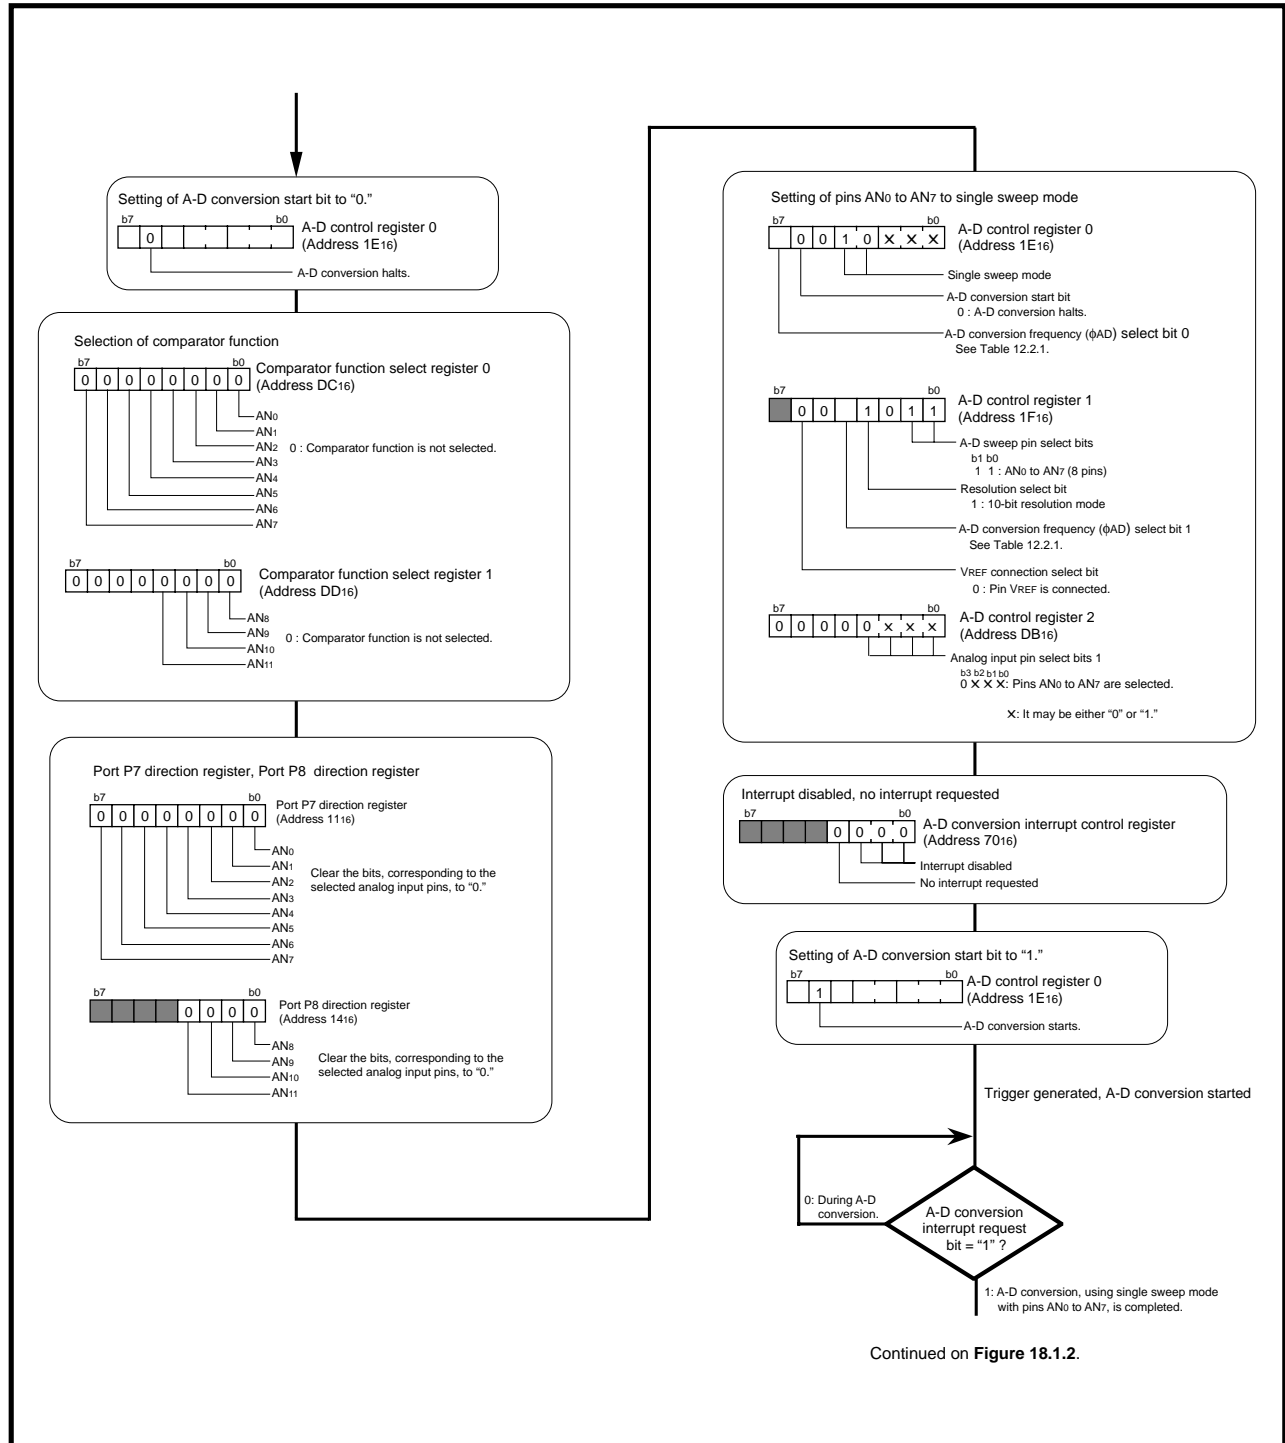 Setting of A-D conversion start bit to “0.”
b7 b0
0
A-D control register 0
(Address 1E16)
A-D conversion halts.
Selection of comparator function
b7 b0
0 0 0 0 0 0 0 0
Comparator function select register 0
(Address DC16)
AN0
AN1
AN2
0 : Comparator function is not selected.
AN3
AN4
AN5
AN6
AN7
b7 b0
0 0 0 0 0 0 0 0
Comparator function select register 1
(Address DD16)
AN8
AN9
0 : Comparator function is not selected.
AN10
AN11
Port P7 direction register, Port P8 direction register
b7 b0
0 0 0 0 0 0 0 0
Port P7 direction register
(Address 1116)
AN0
AN1
AN2
AN3
AN4
AN5
AN6
AN7
Clear the bits, corresponding to the
selected analog input pins, to “0.”
b7 b0
0 0 0 0
Port P8 direction register
(Address 1416)
AN8
AN9
AN10
AN11
Clear the bits, corresponding to the
selected analog input pins, to “0.”
Setting of pins AN0 to AN7 to single sweep mode
b7 b0
0 0 1 0 × × ×
A-D control register 0
(Address 1E16)
Single sweep mode
A-D conversion start bit
0 : A-D conversion halts.
A-D conversion frequency (ϕAD) select bit 0
See Table 12.2.1.
b7 b0
0 0 1 0 1 1
A-D control register 1
(Address 1F16)
A-D sweep pin select bits
b1 b0
1 1 : AN0 to AN7 (8 pins)
Resolution select bit
1 : 10-bit resolution mode
A-D conversion frequency (ϕAD) select bit 1
See Table 12.2.1.
VREF connection select bit
0 : Pin VREF is connected.
b7 b0
0 0 0 0 0 × × ×
A-D control register 2
(Address DB16)
Analog input pin select bits 1
b3 b2 b1 b0
0 × × ×: Pins AN0 to AN7 are selected.
×: It may be either “0” or “1.”
Interrupt disabled, no interrupt requested
b7 b0
0 0 0 0
A-D conversion interrupt control register
(Address 7016)
Interrupt disabled
No interrupt requested
Setting of A-D conversion start bit to “1.”
b7 b0
1
A-D control register 0
(Address 1E16)
A-D conversion starts.
Trigger generated, A-D conversion started
0: During A-D
conversion.
A-D conversion
interrupt request
bit = “1” ?
1: A-D conversion, using single sweep mode
with pins AN0 to AN7, is completed.
Continued on Figure 18.1.2.